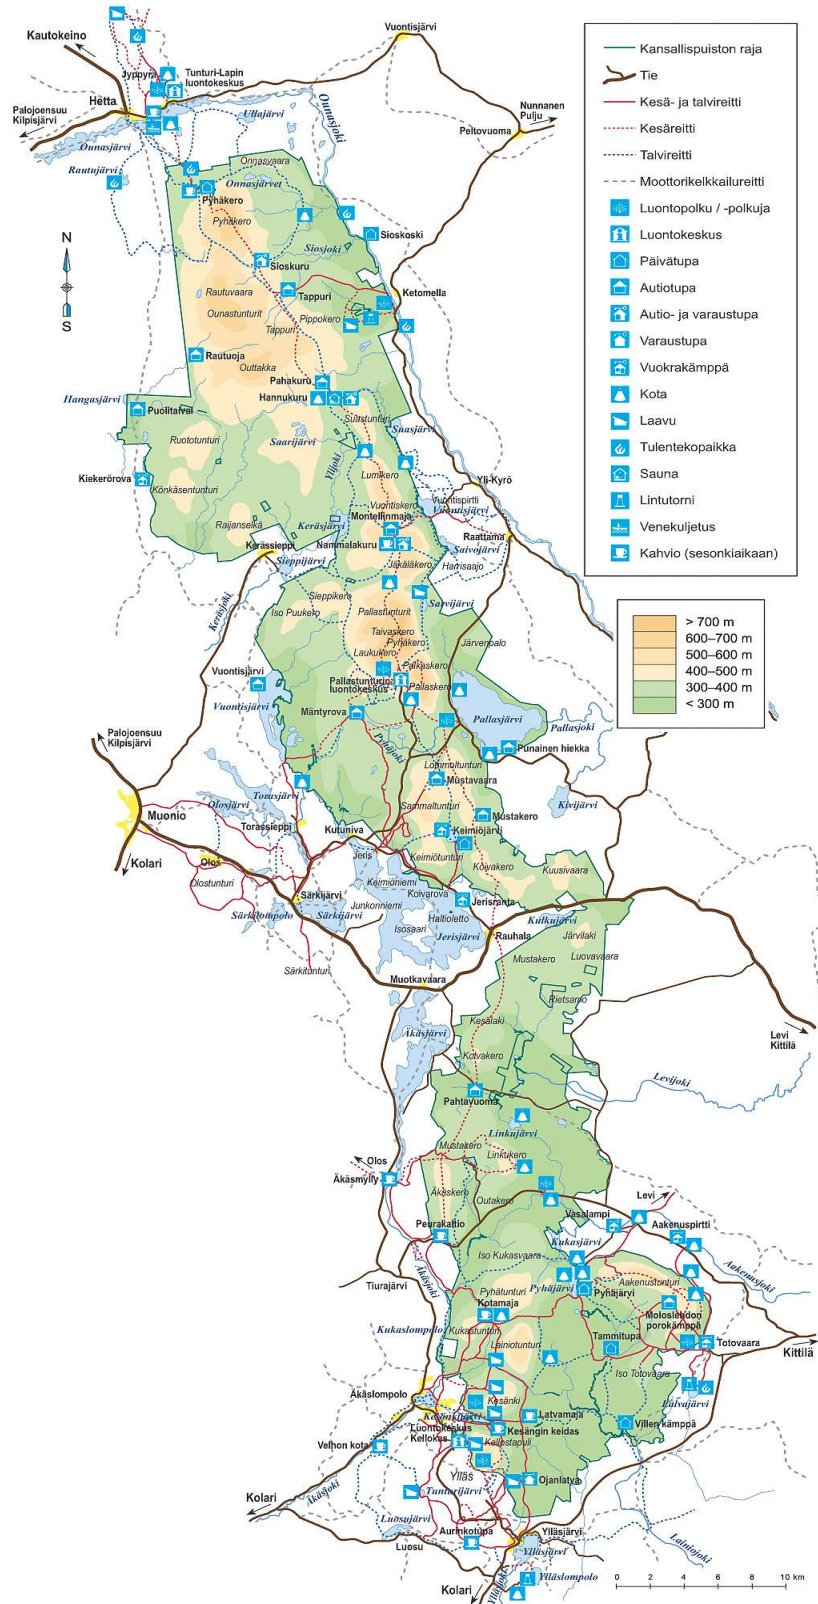 Kautokeino
Vuontisjärvi
Jyppyrä
Tunturi-Lapin
luontokeskus
Hetta
Palojoensuu
Kilpisjärvi
Ounasjärvi
Ullajärvi
Ounasjoki
Nunnanen
Pulju
Peltovuoma
Rautujärvi
Onnasvaara
Onnasjärvet
Pyhäkero
Pyhäkero
Sioskoski
Siosjoki
Sioskuru
N
S
Rautuvaara
Tappuri
Ketomella
Ounastunturit
Pippokero
Tappuri
Rautuoja
Outtakka
Pahakuru
Hannukuru
Hangasjärvi
Puolitaival
Suastunturi
Suasjärvi
Ruototunturi
Saarijärvi
Ylijoki
Kiekerörova
Könkäsentunturi
Lumikero
Yli-Kyrö
Vuontispirtti
Vuontisjärvi
Vuontiskero
Montellinmaja
Raijanselkä
Keräsjärvi
Raattama
Nammalakuru
Saivojärvi
Kerässieppi
Sieppijärvi
Jäkäläkero
Harrisaajo
Sarvijärvi
Keräsjoki
Sieppikero
Iso Puukero
Pallastunturit
Taivaskero
Pyhäkero
Järvenpalo
Laukukero
Palkaskero
Vuontisjärvi
Pallastunturin
luontokeskus
Pallaskero
Vuontisjärvi
Mäntyrova
Pallasjärvi
Pallasjoki
Pyhäjoki
Palojoensuu
Kilpisjärvi
Punainen hiekka
Lommoltunturi
Mustavaara
Torasjärvi
Olosjärvi
Sammaltunturi
Kivijärvi
Muonio
Mustakero
Torassieppi
Kutuniva
Keimiöjärvi
Kolari
Olos
Jeris
Keimiötunturi
Koivakero
Kuusivaara
Olostunturi
Keimiöniemi
Särkijärvi
Koivarova
Jerisranta
Junkonniemi
Särkilompolo
Särkijärvi
Haltioletto
Kulkujärvi
Isosaari
Jerisjärvi
Rauhala
Järvilaki
Mustakero
Luovavaara
Särkitunturi
Muotkavaara
Rietsamo
Kesälaki
Äkäsjärvi
Levi
Kittilä
Kotvakero
Levijoki
Pahtavuoma
Linkujärvi
Mustakero
Linkukero
Olos
Äkäsmylly
Äkäskero
Outakero
Levi
Vasalampi
Aakenuspirtti
Peurakaltio
Kukasjärvi
Iso Kukasvaara
Aakenusjoki
Äkäsjoki
Tiurajärvi
Pyhätunturi
Pyhäjärvi
Pyhäjärvi
Aakenustunturi
Kotamaja
Moloslehdon
porokämppä
Kukaslompolo
Kukastunturi
Tammitupa
Totovaara
Lainiotunturi
Kittilä
Iso Totovaara
Äkäslompolo
Kesänki
Latvajärvi
Kesänkijärvi
Latvamaja
Luontokeskus
Kellokas
Kesängin keidas
Villen kämppä
Velhon kota
Kellostapuli
Ylläs
Ojanlatva
Kolari
Äkäsjoki
Tunturijärvi
Luosujärvi
Aurinkotupa
Ylläsjärvi
Luosu
Ylläsjärvi
Lainiojoki
Ylläslompolo
Ylläsjoki
Kolari
Kansallispuiston raja
Tie
Kesä- ja talvireitti
Kesäreitti
Talvireitti
Moottorikelkkailureitti
Luontopolku / -polkuja
Luontokeskus
Päivätupa
Autiotupa
Autio- ja varaustupa
Varaustupa
Vuokrakämppä
Kota
Laavu
Tulentekopaikka
Sauna
Lintutorni
Venekuljetus
Kahvio (sesonkiaikaan)
> 700 m
600–700 m
500–600 m
400–500 m
300–400 m
< 300 m
0 2 4 6 8 10 km